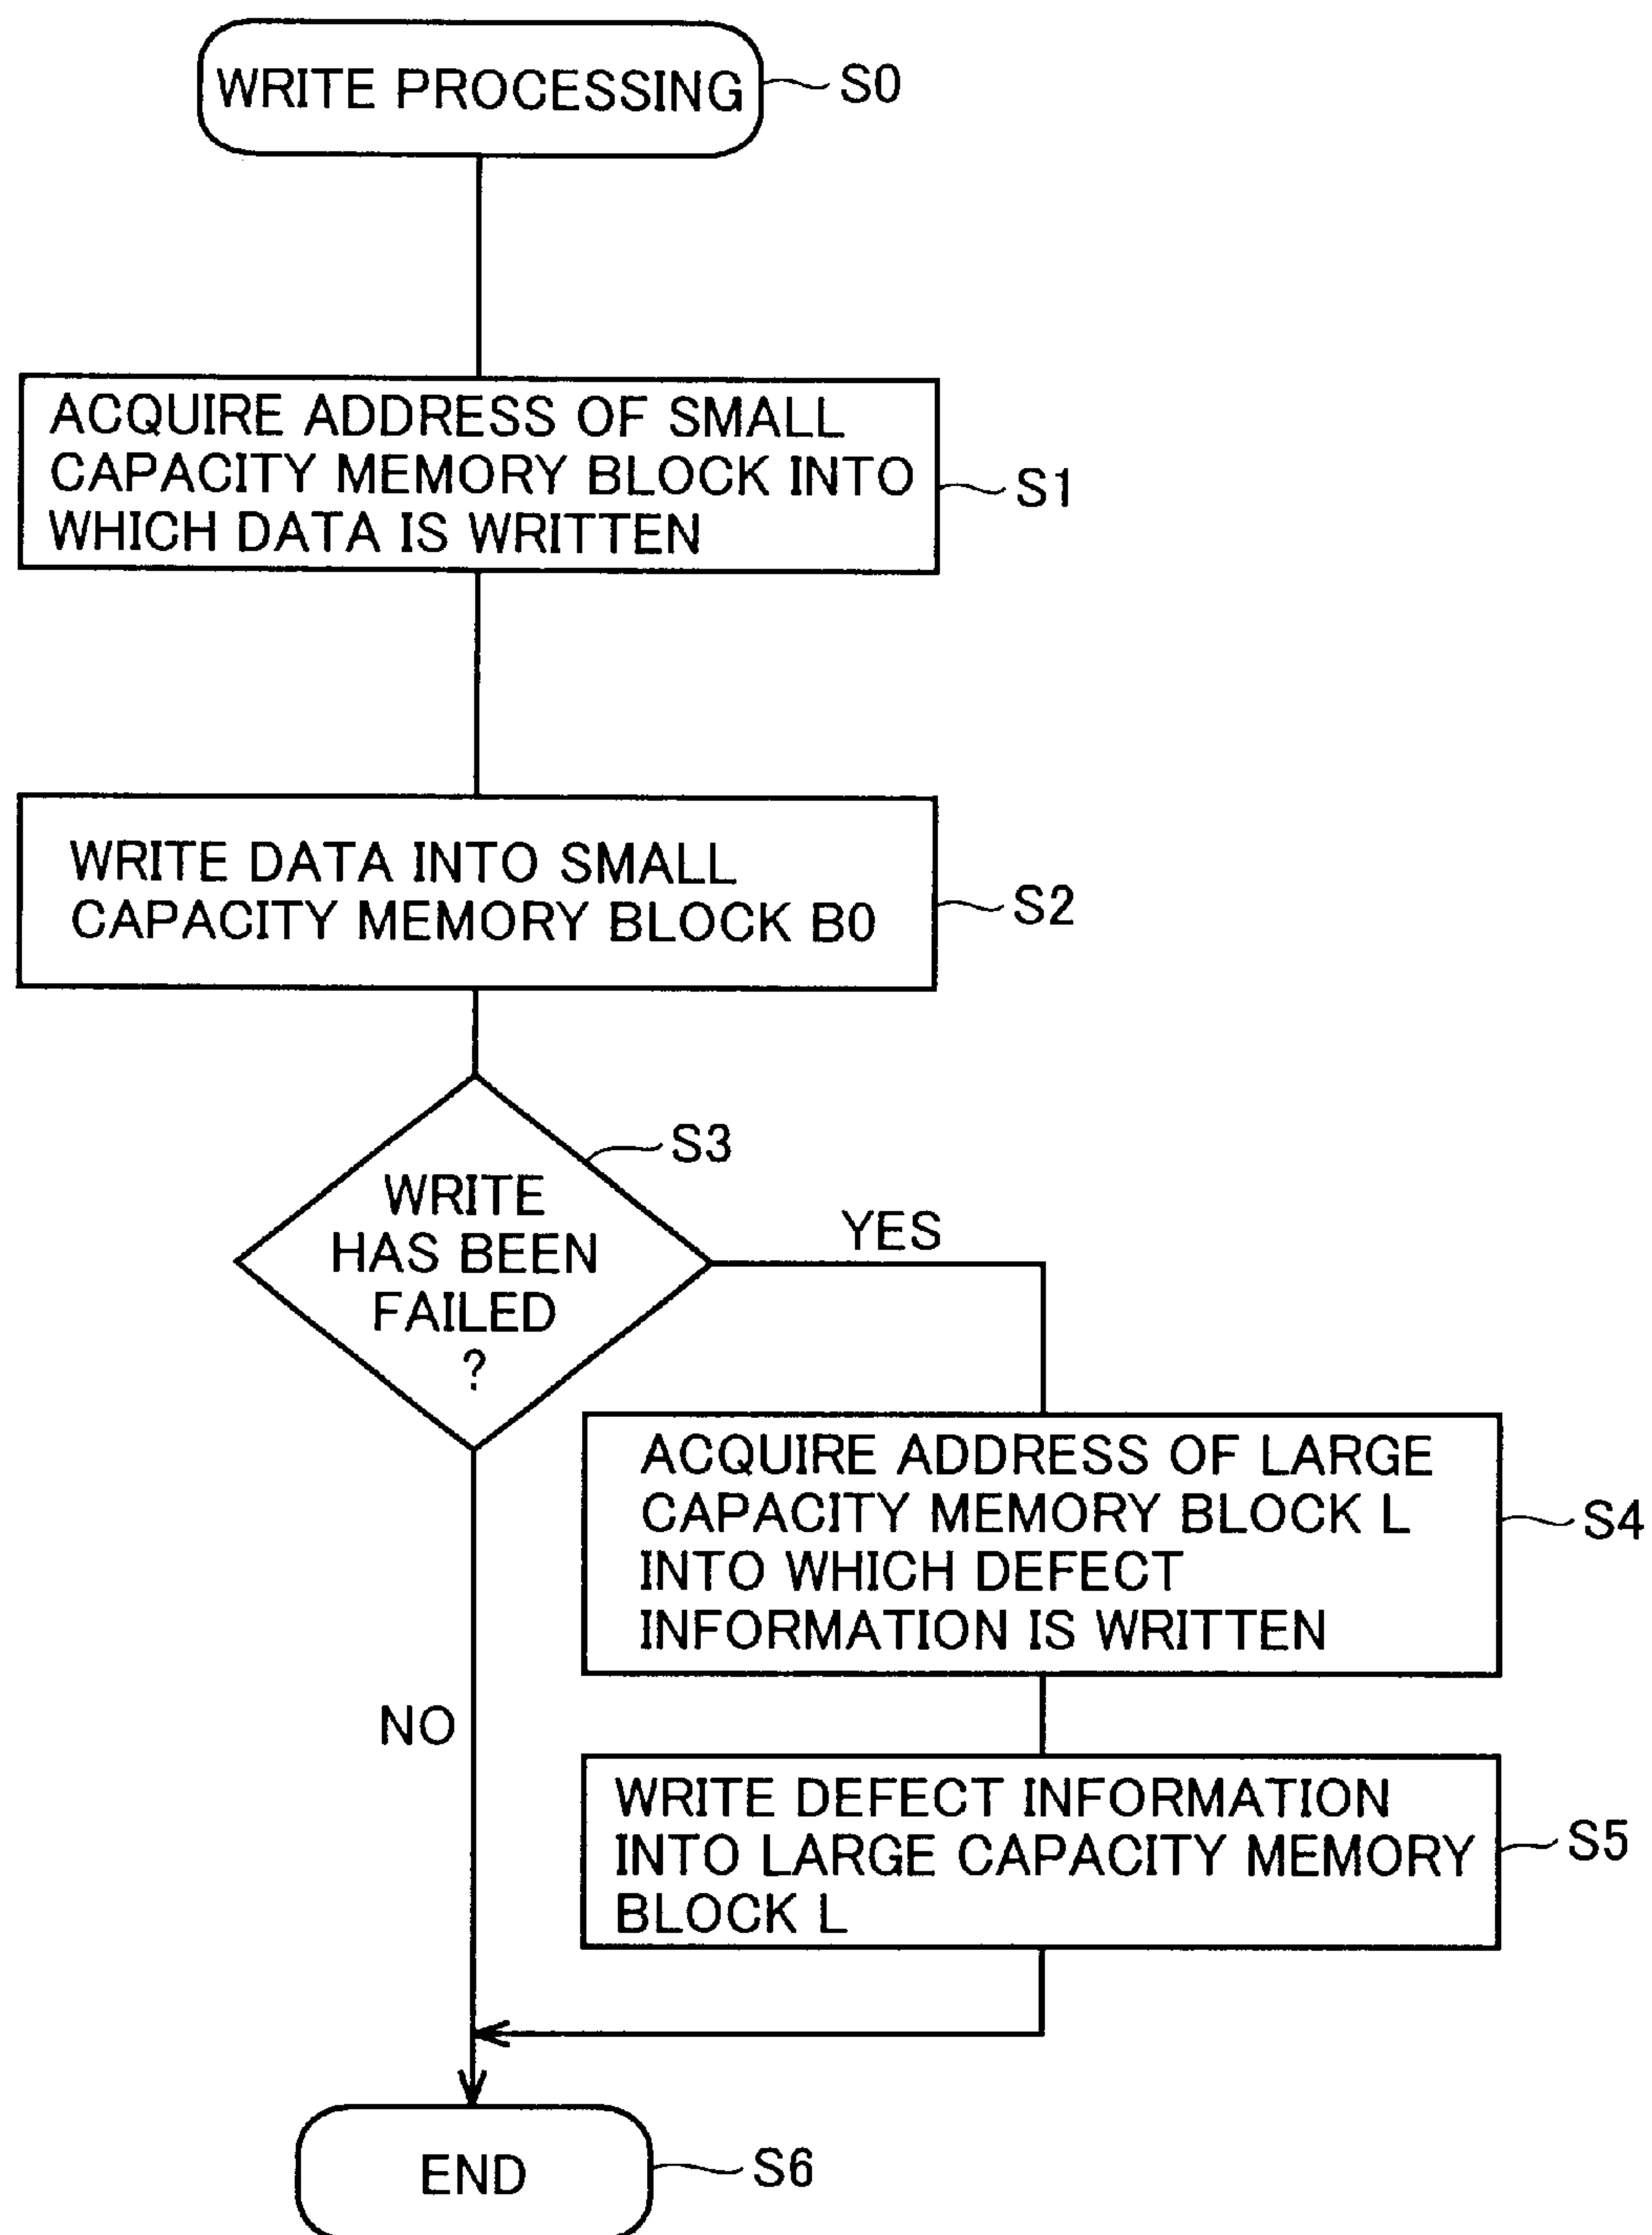 WRITE PROCESSING
S0
ACQUIRE ADDRESS OF SMALL
CAPACITY MEMORY BLOCK INTO
WHICH DATA IS WRITTEN
S1
WRITE DATA INTO SMALL
CAPACITY MEMORY BLOCK B0
S2
S3
WRITE
HAS BEEN
FAILED
?
YES
ACQUIRE ADDRESS OF LARGE
CAPACITY MEMORY BLOCK L
INTO WHICH DEFECT
INFORMATION IS WRITTEN
S4
NO
WRITE DEFECT INFORMATION
INTO LARGE CAPACITY MEMORY
BLOCK L
S5
END
S6